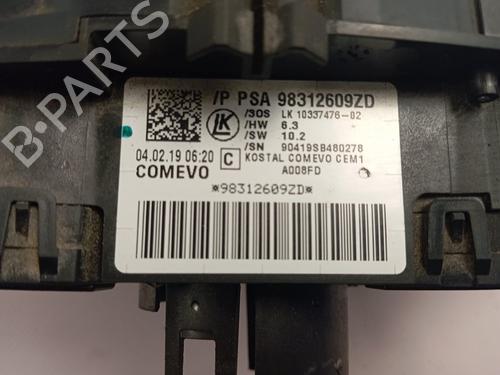 /P PSA 98312609ZD
/3OS LK 10337476-02
/HW 6.3
/SW 10.2
/SN 90419SB480278
04.02.19 06:20 C KOSTAL COMEVO CEM1
COMEVO A008FD
*98312609ZD*
B-PARTS